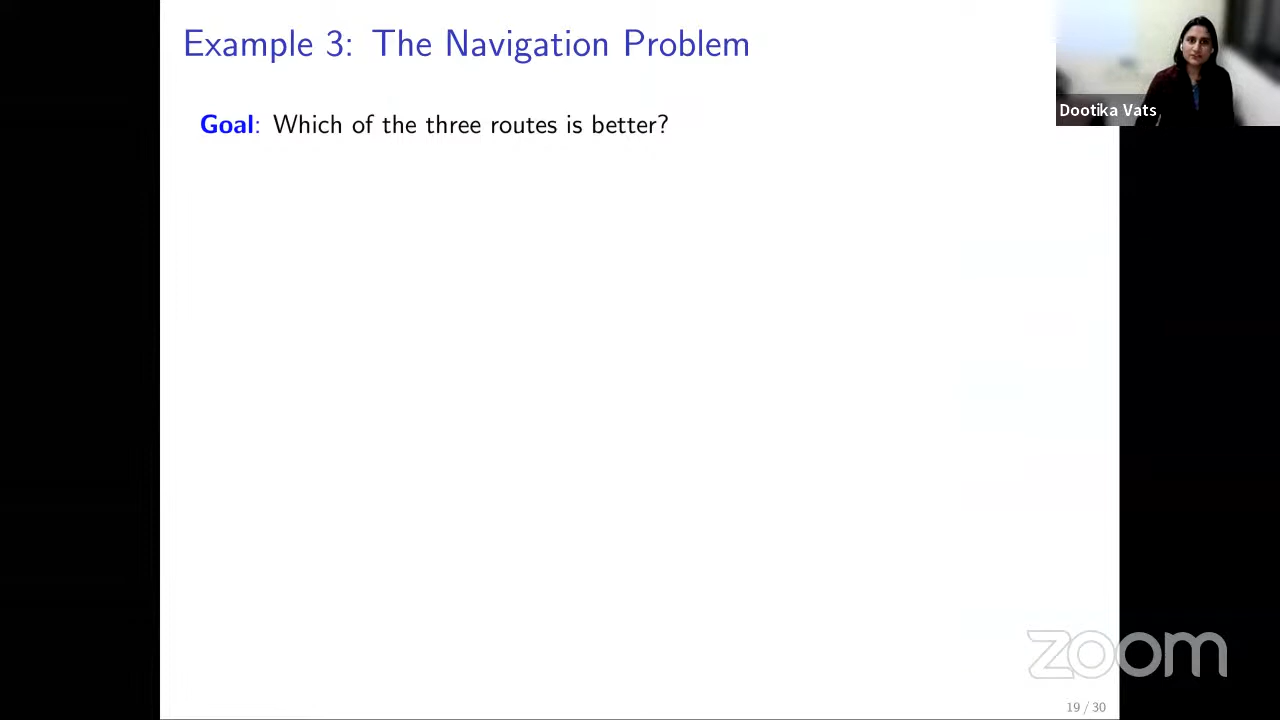 Example 3: The Navigation Problem
Goal: Which of the three routes is better?
Dootika Vats
zoom
19 / 30